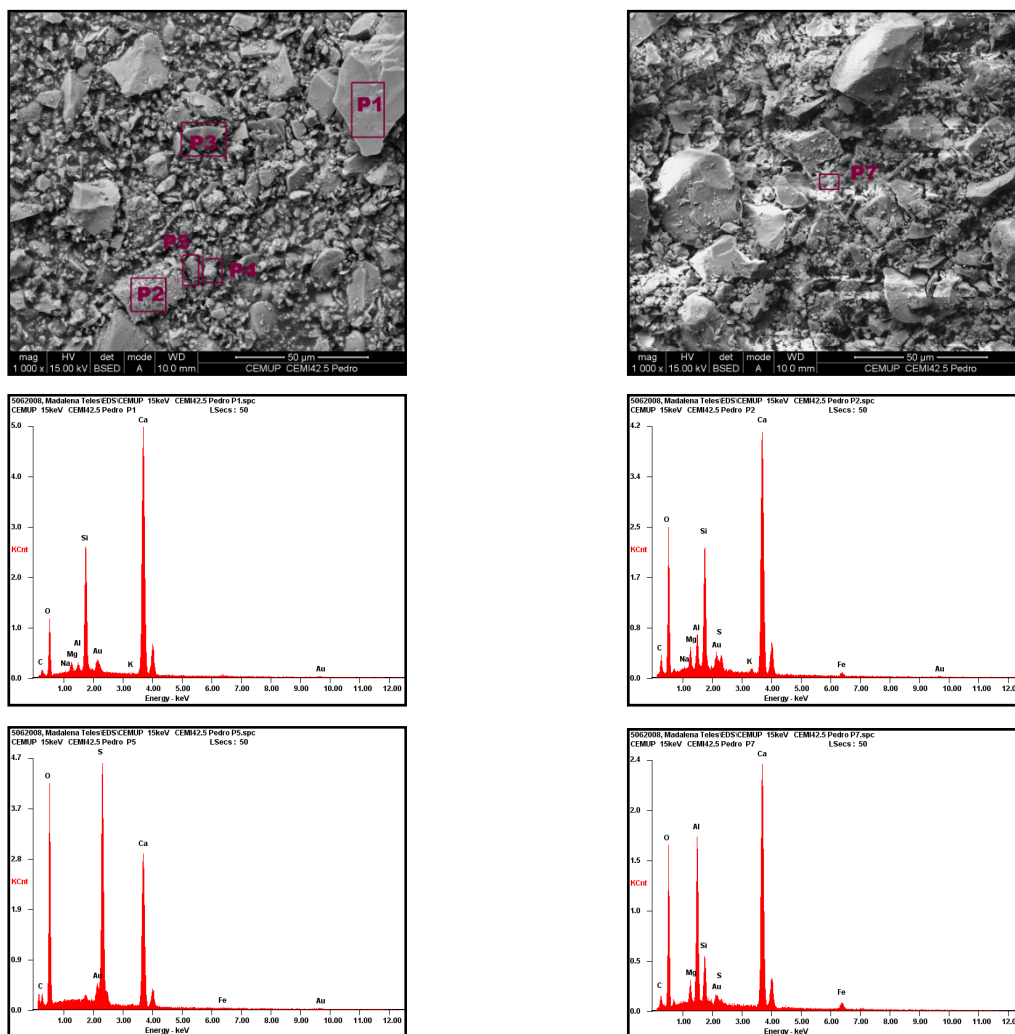 P1
P3
P5
P4
P2
mag HV det mode WD 50 µm
1 000 x 15.00 kV BSED A 10.0 mm CEMUP CEMI42.5 Pedro
P7
mag HV det mode WD 50 µm
1 000 x 15.00 kV BSED A 10.0 mm CEMUP CEMI42.5 Pedro
5062008, Madalena Teles\EDS\CEMUP 15keV CEMI42.5 Pedro P1.spc
CEMUP 15keV CEMI42.5 Pedro P1 LSecs : 50
Ca
5.0
4.0
3.0
Si
KCnt
2.0
O
1.0
Al
Au
Mg
C
Na
K
Au
1.00 2.00 3.00 4.00 5.00 6.00 7.00 8.00 9.00 10.00 11.00 12.00
Energy - keV
5062008, Madalena Teles\EDS\CEMUP 15keV CEMI42.5 Pedro P2.spc
CEMUP 15keV CEMI42.5 Pedro P2 LSecs : 50
Ca
4.2
3.4
O
2.5
Si
KCnt
1.7
0.8
Al
S
Mg
Au
C
Na
K
Fe
Au
1.00 2.00 3.00 4.00 5.00 6.00 7.00 8.00 9.00 10.00 11.00 12.0
Energy - keV
5062008, Madalena Teles\EDS\CEMUP 15keV CEMI42.5 Pedro P5.spc
CEMUP 15keV CEMI42.5 Pedro P5 LSecs : 50
S
4.7
O
3.7
2.8
Ca
KCnt
1.9
0.9
Au
C
Fe
Au
1.00 2.00 3.00 4.00 5.00 6.00 7.00 8.00 9.00 10.00 11.00 12.00
Energy - keV
5062008, Madalena Teles\EDS\CEMUP 15keV CEMI42.5 Pedro P7.spc
CEMUP 15keV CEMI42.5 Pedro P7 LSecs : 50
Ca
2.4
2.0
Al
O
1.5
KCnt
1.0
Si
0.5
Mg
S
Au
C
Fe
1.00 2.00 3.00 4.00 5.00 6.00 7.00 8.00 9.00 10.00 11.00 12.0
Energy - keV